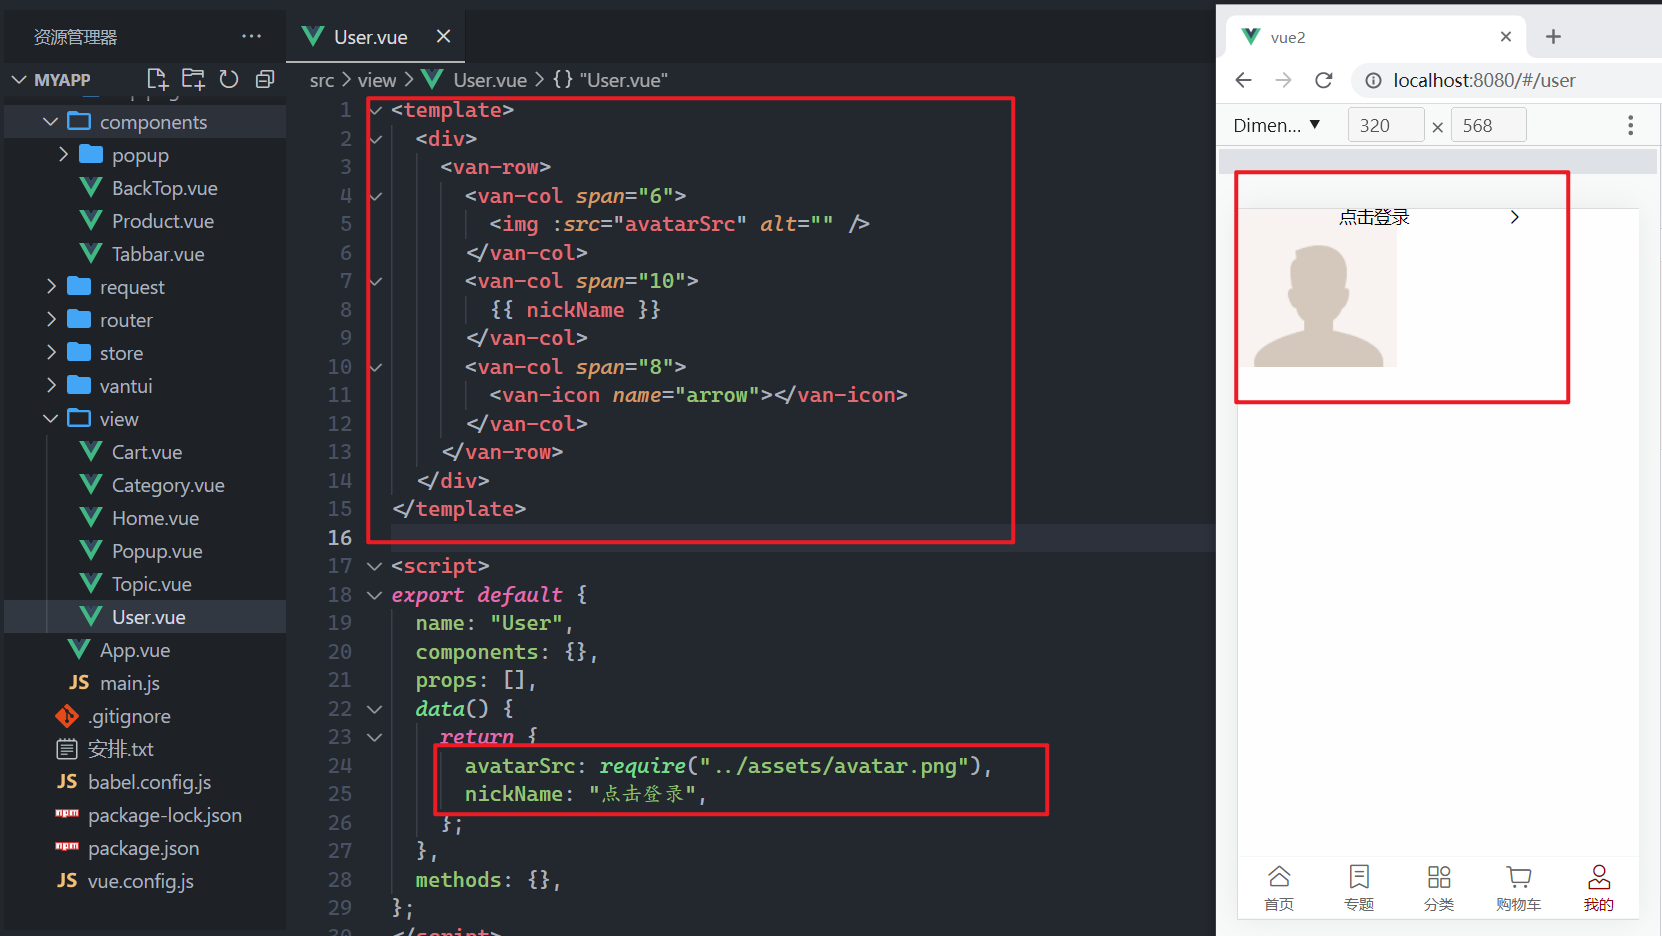 资源管理器
···
MYAPP
components
popup
BackTop.vue
Product.vue
Tabbar.vue
request
router
store
vantui
view
Cart.vue
Category.vue
Home.vue
Popup.vue
Topic.vue
User.vue
App.vue
JS main.js
.gitignore
安排.txt
JS babel.config.js
npm package-lock.json
npm package.json
JS vue.config.js
User.vue
src > view > User.vue > {} "User.vue"
1 <template>
2 <div>
3 <van-row>
4 <van-col span="6">
5 <img :src="avatarSrc" alt="" />
6 </van-col>
7 <van-col span="10">
8 {{ nickName }}
9 </van-col>
10 <van-col span="8">
11 <van-icon name="arrow"></van-icon>
12 </van-col>
13 </van-row>
14 </div>
15 </template>
16
17 <script>
18 export default {
19 name: "User",
20 components: {},
21 props: [],
22 data() {
23 return {
24 avatarSrc: require("../assets/avatar.png"),
25 nickName: "点击登录",
26 };
27 },
28 methods: {},
29 };
30 </script>
vue2
localhost:8080/#/user
Dimen... ▼ 320 × 568
点击登录
首页 专题 分类 购物车 我的